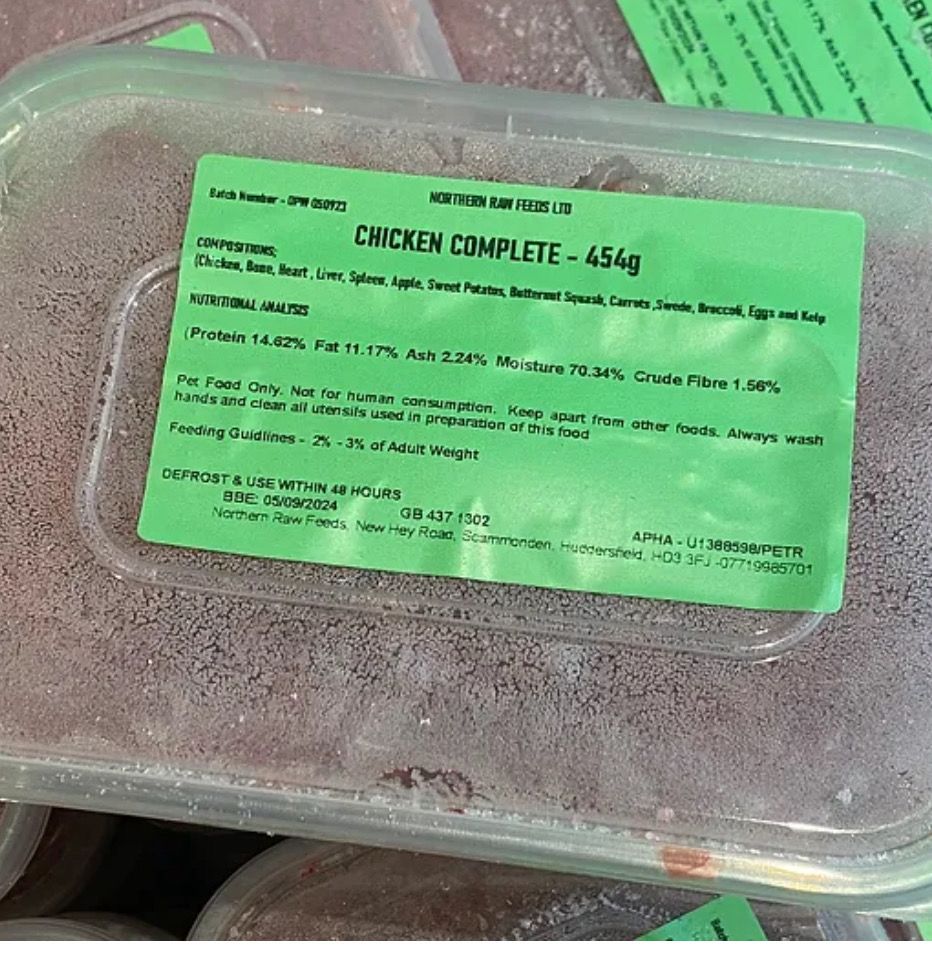 Batch Number - OPW 050923
NORTHERN RAW FEEDS LTD
CHICKEN COMPLETE - 454g
COMPOSITIONS;
(Chicken, Bone, Heart , Liver, Spleen, Apple, Sweet Potatos, Butternut Squash, Carrots ,Swede, Broccoli, Eggs and Kelp
NUTRITIONAL ANALYSIS
(Protein 14.62% Fat 11.17% Ash 2.24% Moisture 70.34% Crude Fibre 1.56%
Pet Food Only. Not for human consumption. Keep apart from other foods. Always wash
hands and clean all utensils used in preparation of this food
Feeding Guidlines - 2% - 3% of Adult Weight
DEFROST & USE WITHIN 48 HOURS
BBE: 05/09/2024
GB 437 1302
APHA - U1388598/PETR
Northern Raw Feeds, New Hey Road, Scammonden, Huddersfield, HD3 3FJ -07719985701